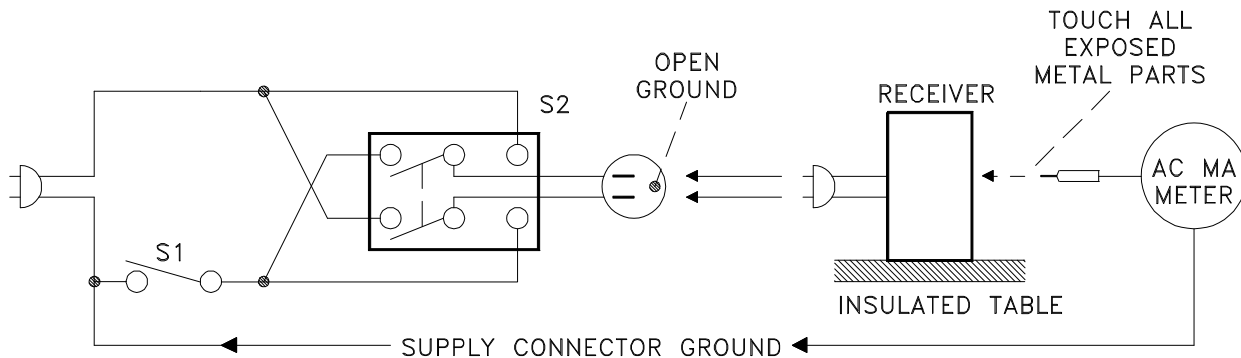 TOUCH ALL
EXPOSED
METAL PARTS
OPEN
GROUND
S2
RECEIVER
AC MA
METER
S1
INSULATED TABLE
SUPPLY CONNECTOR GROUND